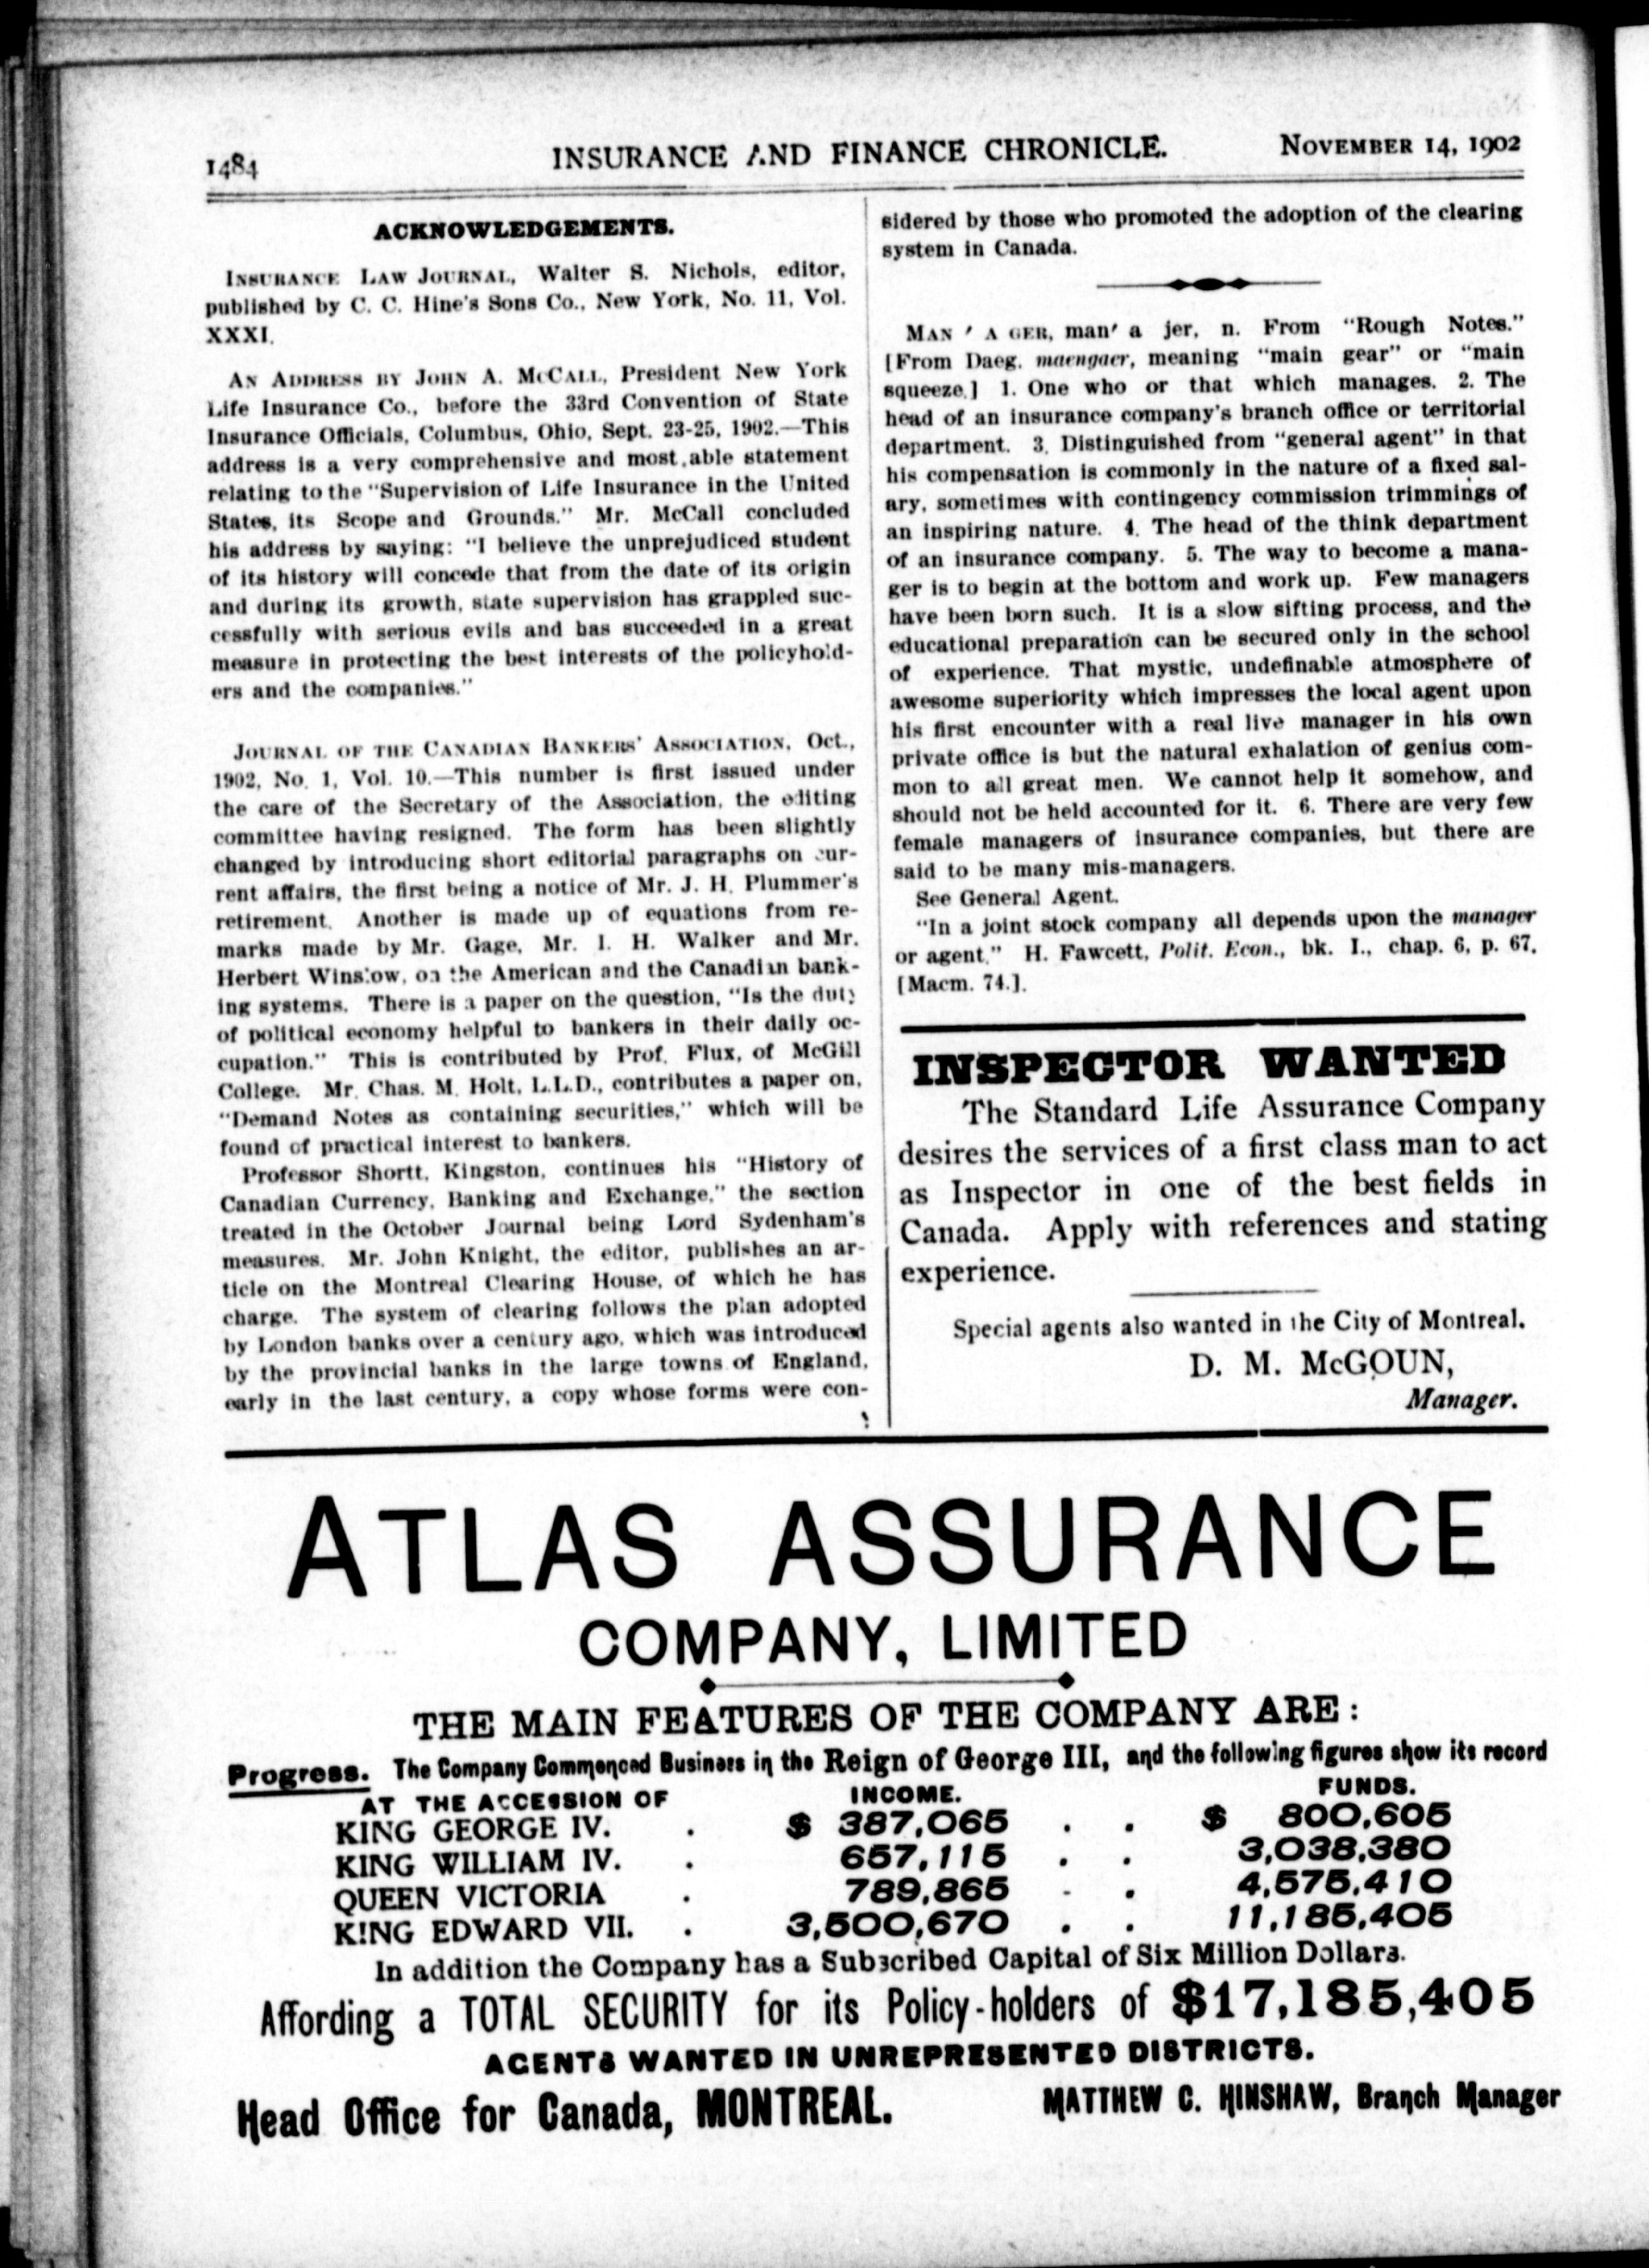 1484
INSURANCE AND FINANCE CHRONICLE.
NOVEMBER 14, 1902
ACKNOWLEDGEMENTS.
INSURANCE LAW JOURNAL, Walter S. Nichols, editor,
published by C. C. Hine's Sons Co., New York, No. 11, Vol.
XXXI.
AN ADDRESS BY JOHN A. McCALL, President New York
Life Insurance Co., before the 33rd Convention of State
Insurance Officials, Columbus, Ohio, Sept. 23-25, 1902.—This
address is a very comprehensive and most able statement
relating to the "Supervision of Life Insurance in the United
States, its Scope and Grounds." Mr. McCall concluded
his address by saying: "I believe the unprejudiced student
of its history will concede that from the date of its origin
and during its growth, state supervision has grappled suc-
cessfully with serious evils and has succeeded in a great
measure in protecting the best interests of the policyhold-
ers and the companies."
JOURNAL OF THE CANADIAN BANKERS' ASSOCIATION, Oct.,
1902, No. 1, Vol. 10.—This number is first issued under
the care of the Secretary of the Association, the editing
committee having resigned. The form has been slightly
changed by introducing short editorial paragraphs on cur-
rent affairs, the first being a notice of Mr. J. H. Plummer's
retirement. Another is made up of equations from re-
marks made by Mr. Gage, Mr. I. H. Walker and Mr.
Herbert Winslow, on the American and the Canadian bank-
ing systems. There is a paper on the question, "Is the duty
of political economy helpful to bankers in their daily oc-
cupation." This is contributed by Prof. Flux, of McGill
College. Mr. Chas. M. Holt, L.L.D., contributes a paper on,
"Demand Notes as containing securities," which will be
found of practical interest to bankers.
Professor Shortt, Kingston, continues his "History of
Canadian Currency, Banking and Exchange," the section
treated in the October Journal being Lord Sydenham's
measures. Mr. John Knight, the editor, publishes an ar-
ticle on the Montreal Clearing House, of which he has
charge. The system of clearing follows the plan adopted
by London banks over a century ago, which was introduced
by the provincial banks in the large towns of England,
early in the last century, a copy whose forms were con-
sidered by those who promoted the adoption of the clearing
system in Canada.
MAN ' A GER, man' a jer, n. From "Rough Notes."
[From Daeg. maengaer, meaning "main gear" or "main
squeeze.] 1. One who or that which manages. 2. The
head of an insurance company's branch office or territorial
department. 3. Distinguished from "general agent" in that
his compensation is commonly in the nature of a fixed sal-
ary, sometimes with contingency commission trimmings of
an inspiring nature. 4. The head of the think department
of an insurance company. 5. The way to become a mana-
ger is to begin at the bottom and work up. Few managers
have been born such. It is a slow sifting process, and the
educational preparation can be secured only in the school
of experience. That mystic, undefinable atmosphere of
awesome superiority which impresses the local agent upon
his first encounter with a real live manager in his own
private office is but the natural exhalation of genius com-
mon to all great men. We cannot help it somehow, and
should not be held accounted for it. 6. There are very few
female managers of insurance companies, but there are
said to be many mis-managers.
See General Agent.
"In a joint stock company all depends upon the manager
or agent." H. Fawcett, Polit. Econ., bk. I., chap. 6, p. 67.
[Macm. 74.].
INSPECTOR WANTED
The Standard Life Assurance Company
desires the services of a first class man to act
as Inspector in one of the best fields in
Canada. Apply with references and stating
experience.
Special agents also wanted in the City of Montreal.
D. M. McGOUN,
Manager.
ATLAS ASSURANCE
COMPANY, LIMITED
THE MAIN FEATURES OF THE COMPANY ARE:
Progress. The Company Commenced Business in the Reign of George III, and the following figures show its record
AT THE ACCESSION OF INCOME. FUNDS.
KING GEORGE IV. . $ 387,065 . . $ 800,605
KING WILLIAM IV. . 657,115 . . 3,038,380
QUEEN VICTORIA . 789,865 - . 4,575,410
KING EDWARD VII. . 3,500,670 . . 11,185,405
In addition the Company has a Subscribed Capital of Six Million Dollars.
Affording a TOTAL SECURITY for its Policy-holders of $17,185,405
AGENTS WANTED IN UNREPRESENTED DISTRICTS.
Head Office for Canada, MONTREAL. MATTHEW C. HINSHAW, Branch Manager